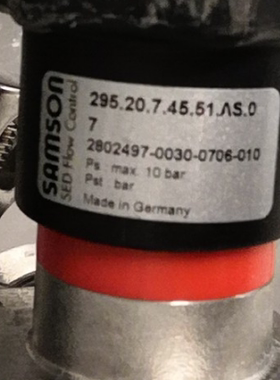 SAMSON
SED Flow Control
295.20.7.45.51.AS.0
7
2802497-0030-0706-010
Ps : max. 10 bar
Pst : bar
Made in Germany